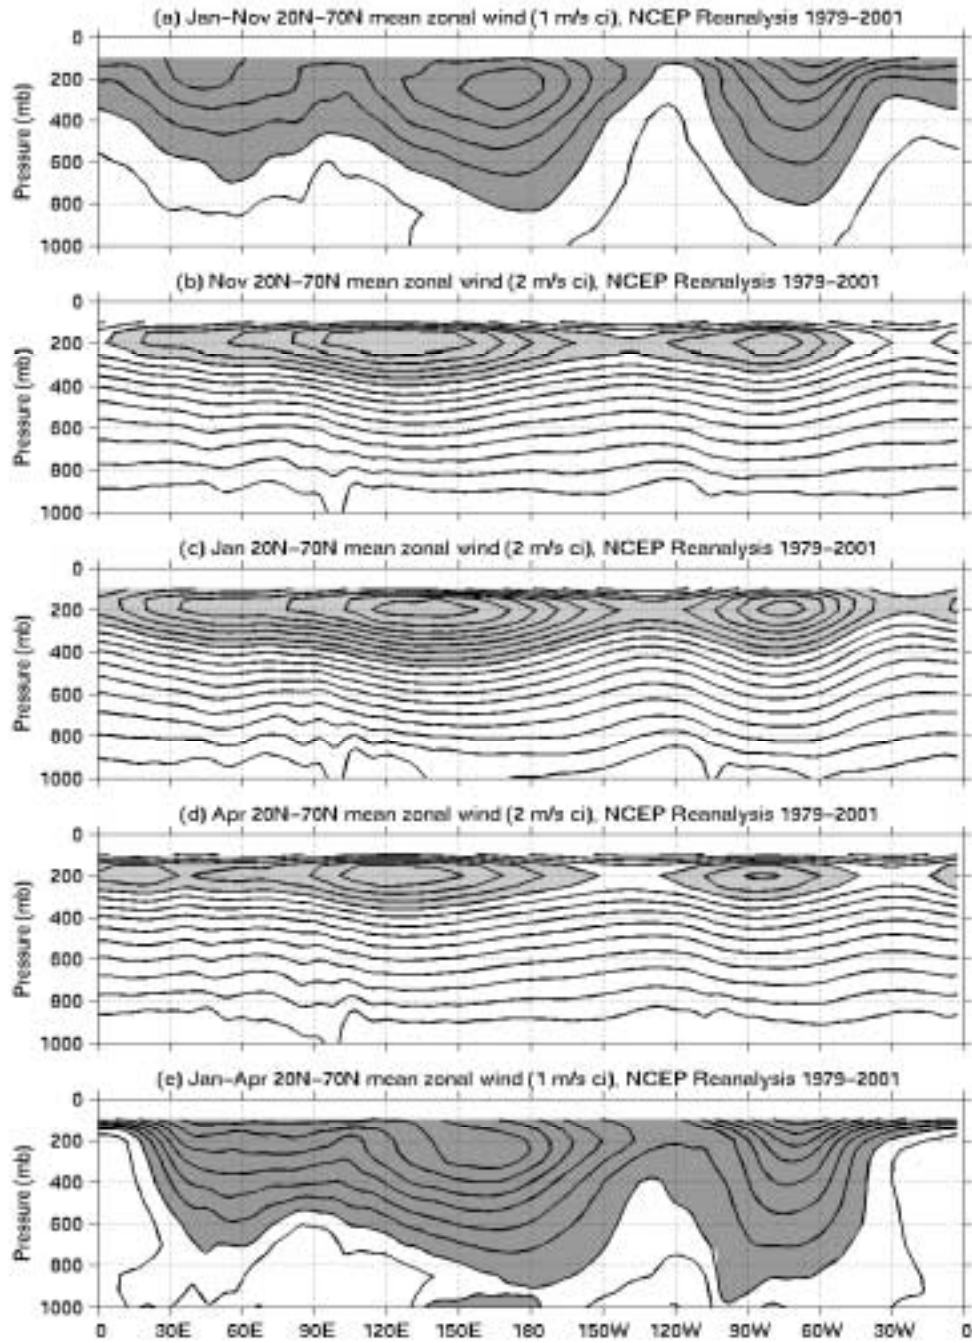 (a) Jan-Nov 20N-70N mean zonal wind (1 m/s ci), NCEP Reanalysis 1979-2001
Pressure (mb)
0
200
400
600
800
1000
(b) Nov 20N-70N mean zonal wind (2 m/s ci), NCEP Reanalysis 1979-2001
Pressure (mb)
0
200
400
600
800
1000
(c) Jan 20N-70N mean zonal wind (2 m/s ci), NCEP Reanalysis 1979-2001
Pressure (mb)
0
200
400
600
800
1000
(d) Apr 20N-70N mean zonal wind (2 m/s ci), NCEP Reanalysis 1979-2001
Pressure (mb)
0
200
400
600
800
1000
(e) Jan-Apr 20N-70N mean zonal wind (1 m/s ci), NCEP Reanalysis 1979-2001
Pressure (mb)
0
200
400
600
800
1000
0 30E 60E 90E 120E 150E 180 150W 120W 90W 60W 30W 0